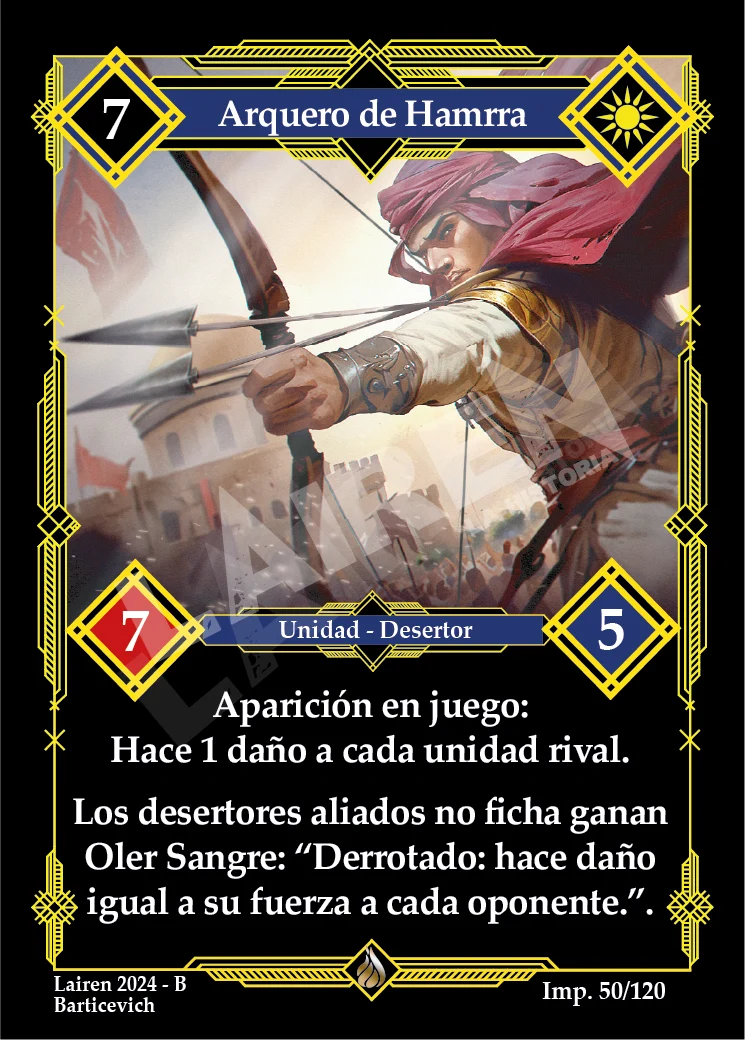 7
Arquero de Hamrra
LAIREN
HISTORIA
7
Unidad - Desertor
5
Aparición en juego:
Hace 1 daño a cada unidad rival.
Los desertores aliados no ficha ganan
Oler Sangre: “Derrotado: hace daño
igual a su fuerza a cada oponente.”.
Lairen 2024 - B
Barticevich
Imp. 50/120